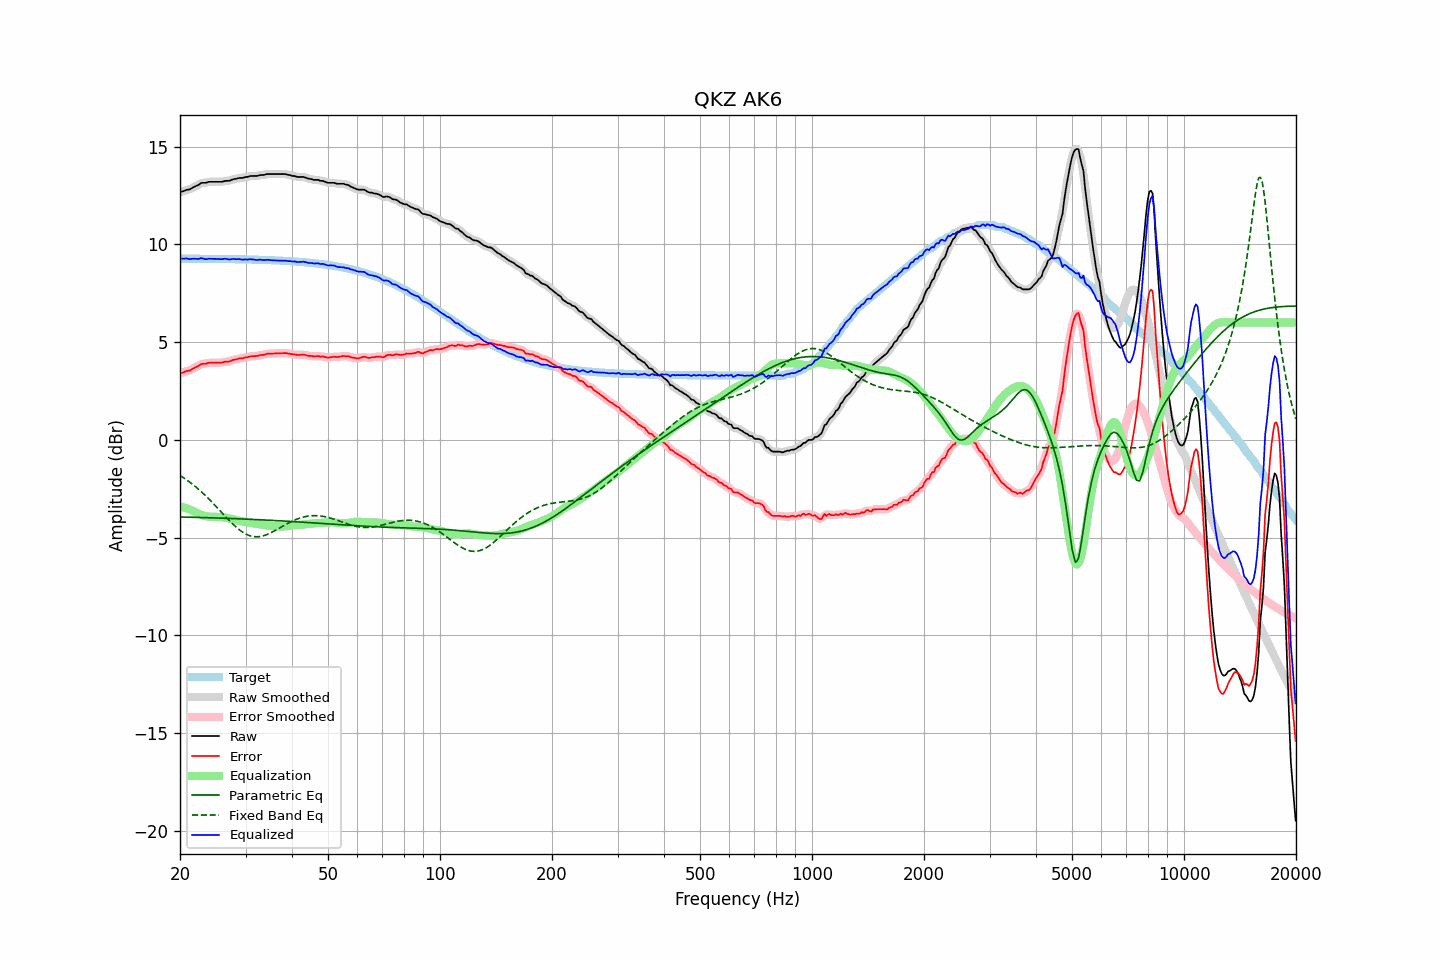 QKZ AK6
Amplitude (dBr)
15
10
5
0
−5
−10
−15
−20
Target
Raw Smoothed
Error Smoothed
Raw
Error
Equalization
Parametric Eq
Fixed Band Eq
Equalized
20 50 100 200 500 1000 2000 5000 10000 20000
Frequency (Hz)